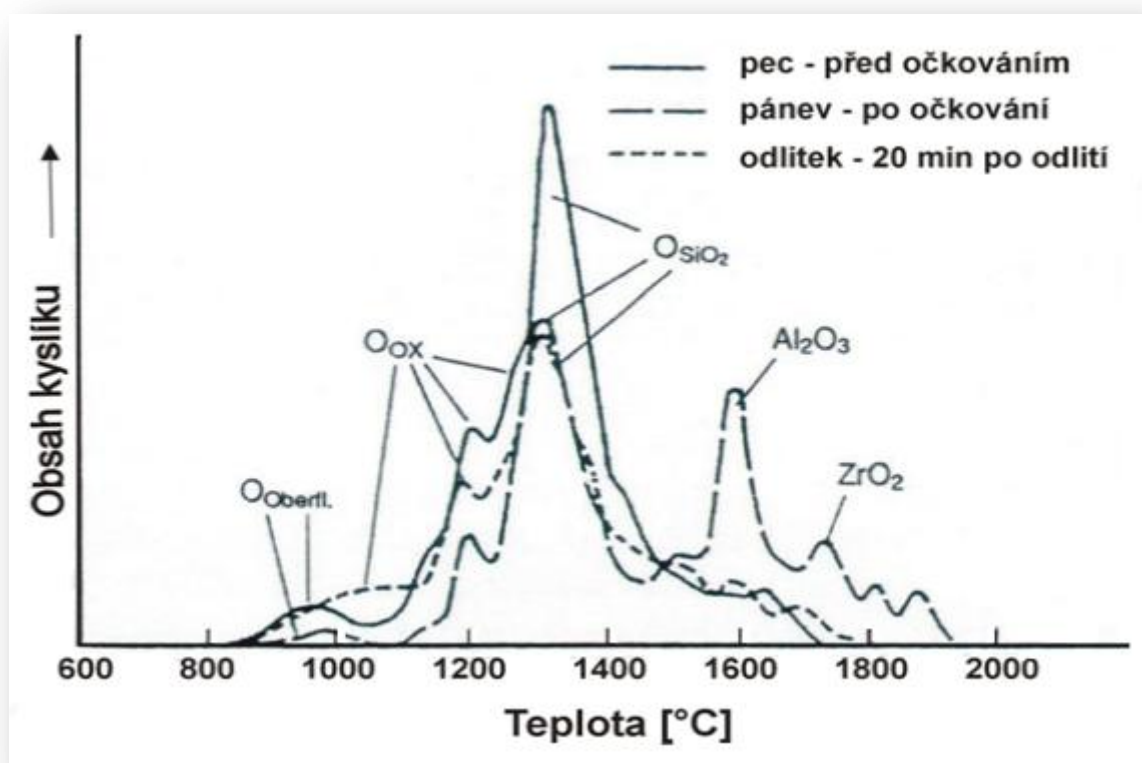 pec - před očkováním
pánev - po očkování
odlitek - 20 min po odlití
Obsah kyslíku
O_SiO₂
O_OX
Al₂O₃
ZrO₂
O_Oberfl.
600 800 1000 1200 1400 1600 1800 2000
Teplota [°C]